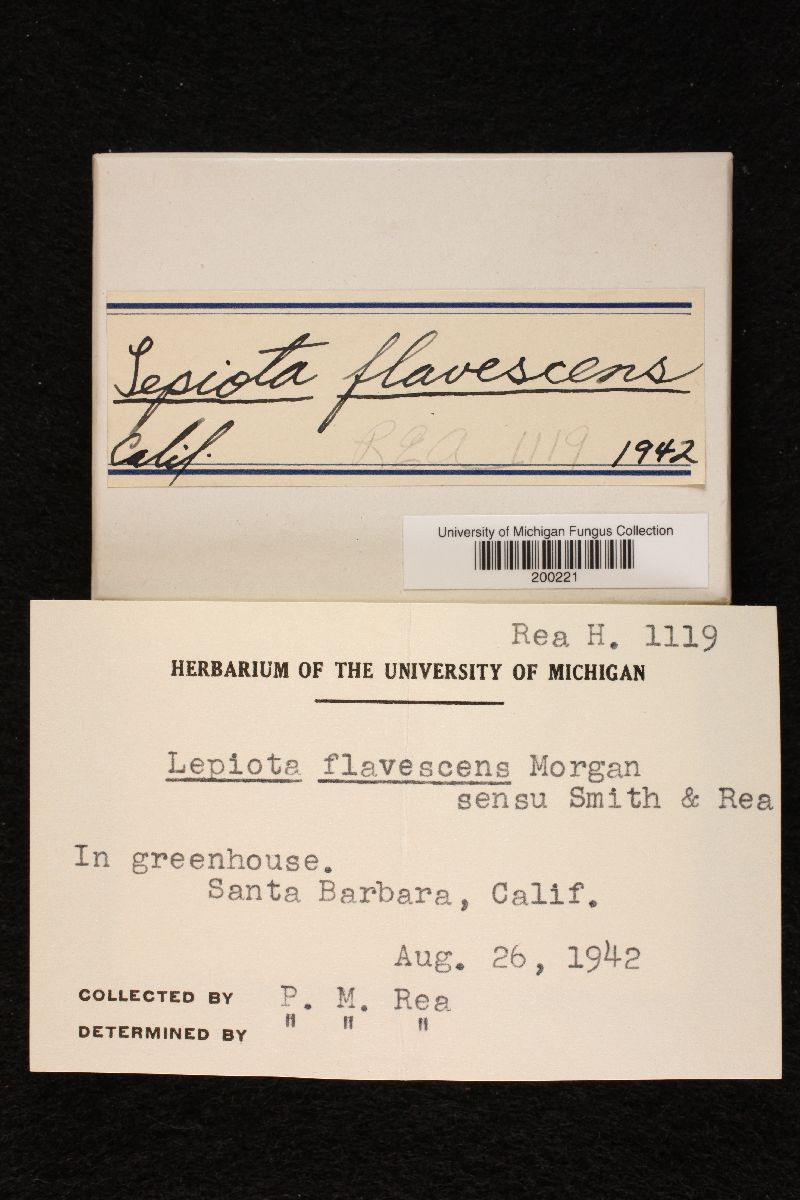 Lepiota flavescens
Calif. REA 1119 1942
University of Michigan Fungus Collection
200221
Rea H. 1119
HERBARIUM OF THE UNIVERSITY OF MICHIGAN
Lepiota flavescens Morgan
sensu Smith & Rea
In greenhouse.
Santa Barbara, Calif.
Aug. 26, 1942
COLLECTED BY P. M. Rea
DETERMINED BY " " "